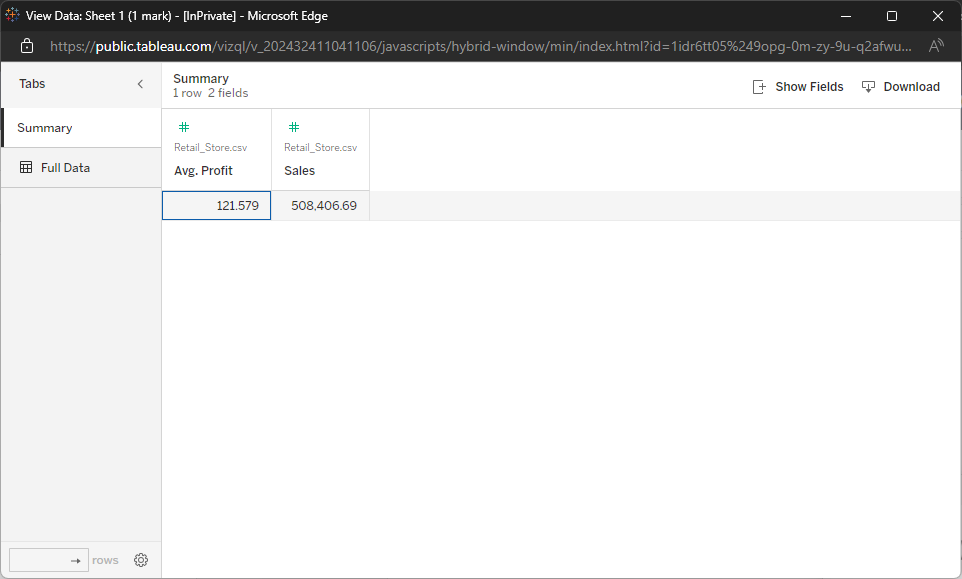 View Data: Sheet 1 (1 mark) - [InPrivate] - Microsoft Edge
https://public.tableau.com/vizql/v_202432411041106/javascripts/hybrid-window/min/index.html?id=1idr6tt05%249opg-0m-zy-9u-q2afwu...
Tabs
Summary
Full Data
Summary
1 row 2 fields
Show Fields
Download
Retail_Store.csv
Avg. Profit
Retail_Store.csv
Sales
121.579 508,406.69
rows